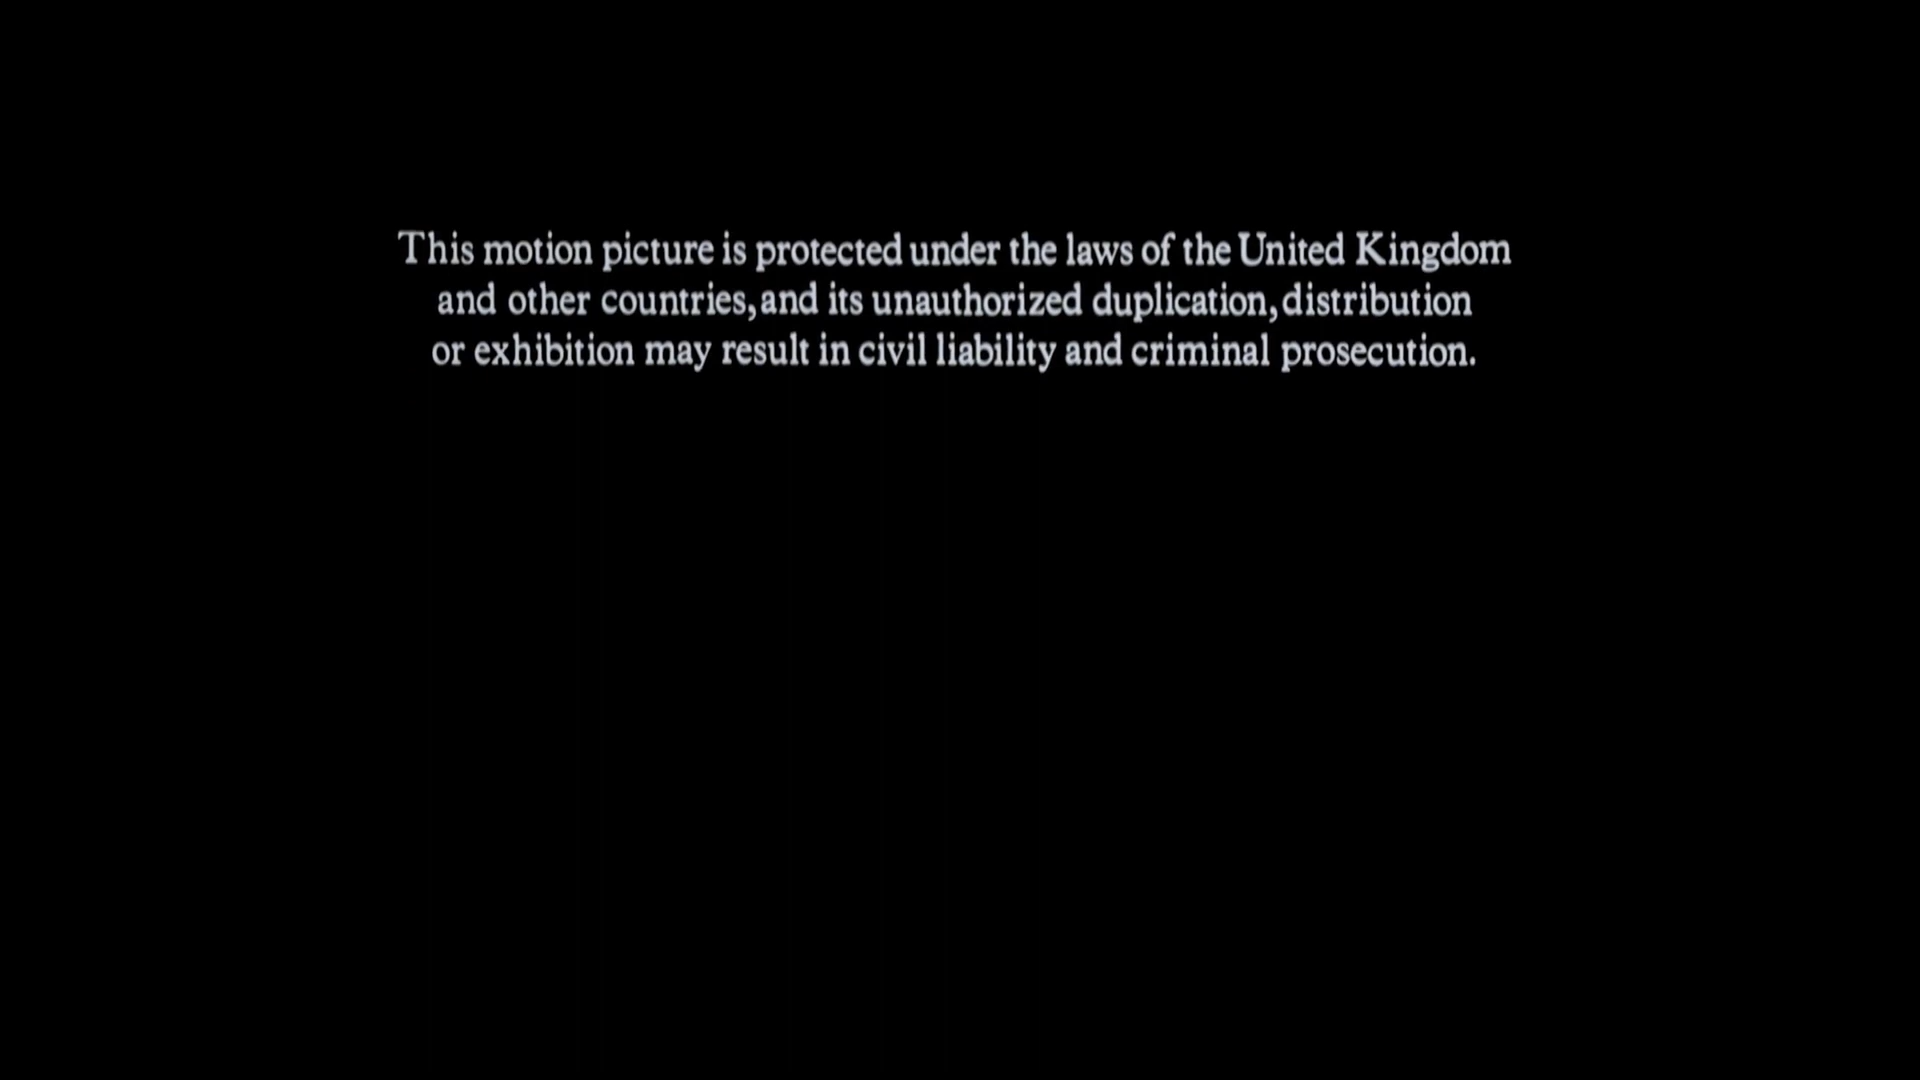 This motion picture is protected under the laws of the United Kingdom
and other countries, and its unauthorized duplication, distribution
or exhibition may result in civil liability and criminal prosecution.